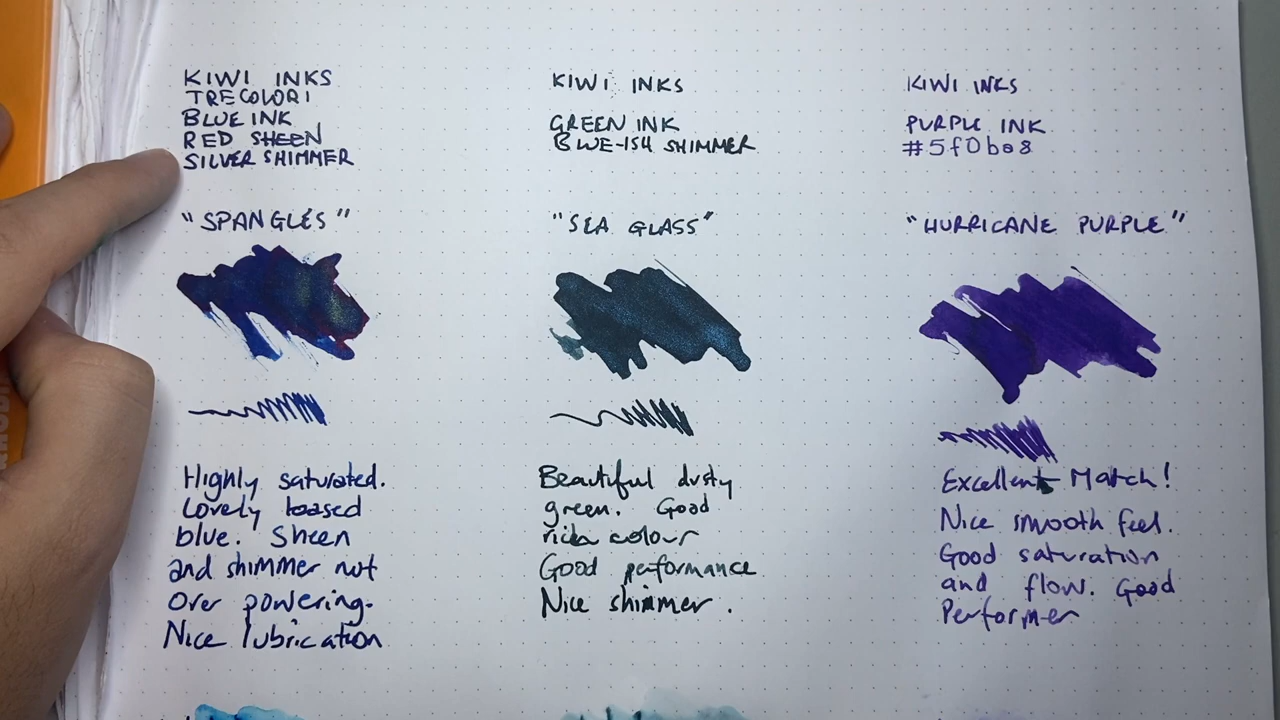 KIWI INKS
TRECOLORI
BLUE INK
RED SHEEN
SILVER SHIMMER
"SPANGLES"
Highly saturated.
Lovely based
blue. Sheen
and shimmer not
Over powering.
Nice lubrication
KIWI INKS
GREEN INK
BLUE-ISH SHIMMER
"SEA GLASS"
Beautiful dusty
green. Good
rich colour
Good performance
Nice shimmer.
KIWI INKS
PURPLE INK
#5f0be8
"HURRICANE PURPLE"
Excellent Match!
Nice smooth feel.
Good saturation
and flow. Good
Performer